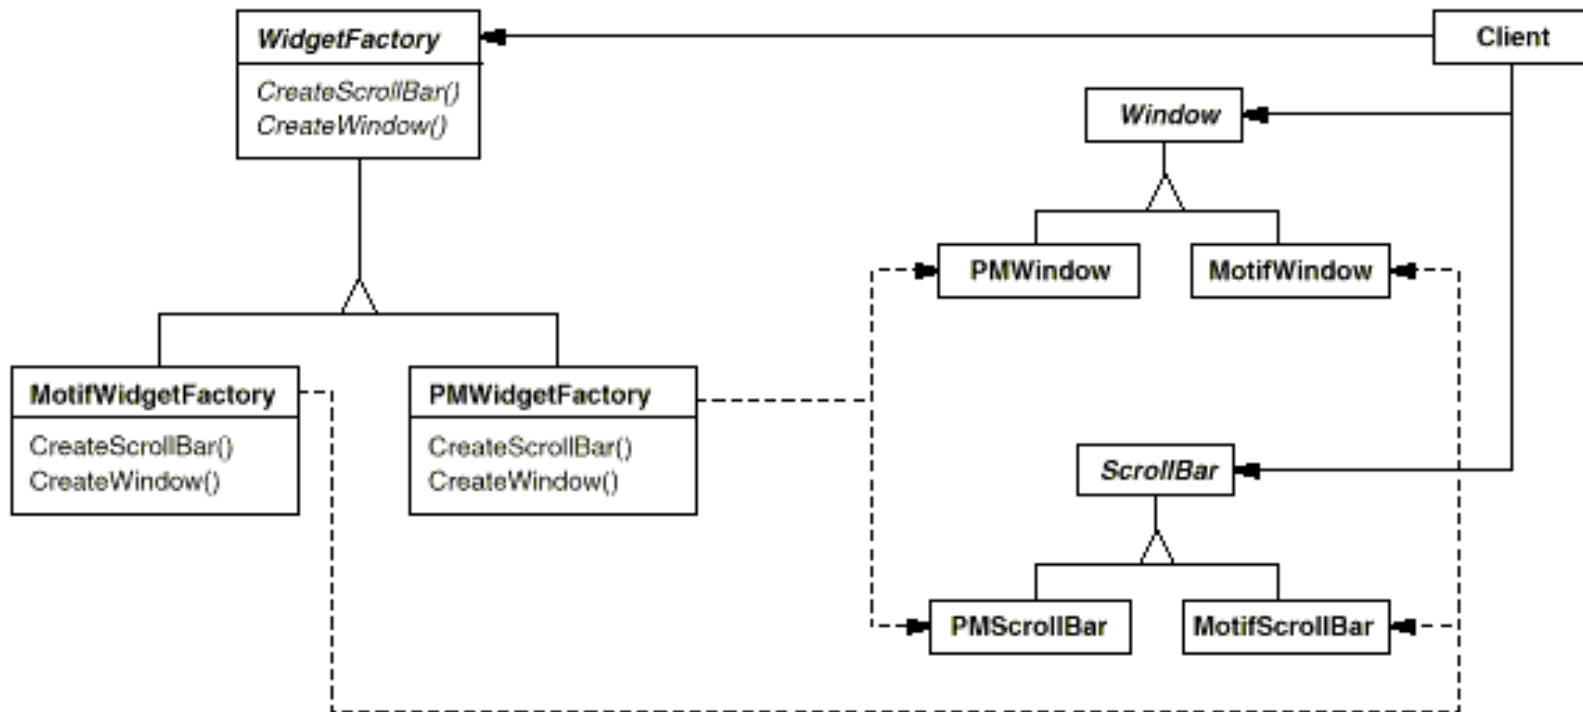 WidgetFactory
CreateScrollBar()
CreateWindow()
Client
Window
PMWindow
MotifWindow
MotifWidgetFactory
CreateScrollBar()
CreateWindow()
PMWidgetFactory
CreateScrollBar()
CreateWindow()
ScrollBar
PMScrollBar
MotifScrollBar